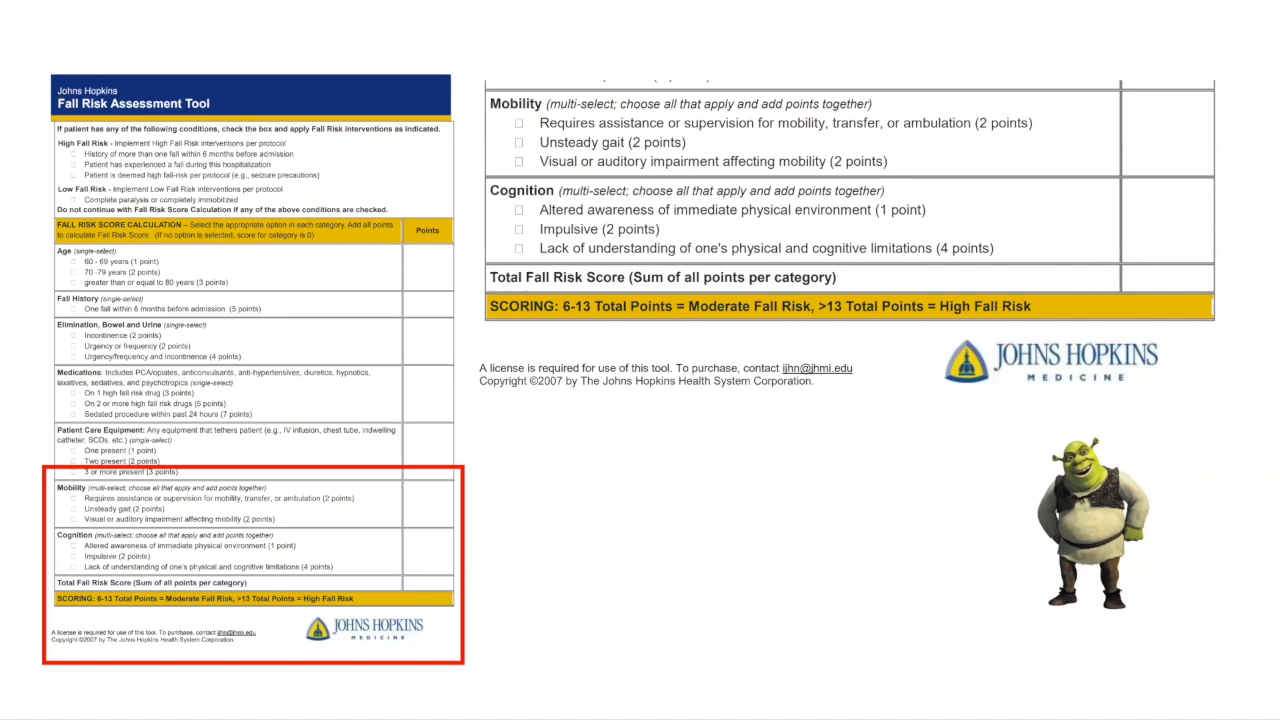 Johns Hopkins
Fall Risk Assessment Tool
If patient has any of the following conditions, check the box and apply Fall Risk interventions as indicated.
High Fall Risk - Implement High Fall Risk interventions per protocol
History of more than one fall within 6 months before admission
Patient has experienced a fall during this hospitalization
Patient is deemed high fall-risk per protocol (e.g., seizure precautions)
Low Fall Risk - Implement Low Fall Risk interventions per protocol
Complete paralysis or completely immobilized
Do not continue with Fall Risk Score Calculation if any of the above conditions are checked.
FALL RISK SCORE CALCULATION – Select the appropriate option in each category. Add all points
to calculate Fall Risk Score. (If no option is selected, score for category is 0)
Points
Age (single-select)
60 - 69 years (1 point)
70 -79 years (2 points)
greater than or equal to 80 years (3 points)
Fall History (single-select)
One fall within 6 months before admission (5 points)
Elimination, Bowel and Urine (single-select)
Incontinence (2 points)
Urgency or frequency (2 points)
Urgency/frequency and incontinence (4 points)
Medications: Includes PCA/opiates, anticonvulsants, anti-hypertensives, diuretics, hypnotics,
laxatives, sedatives, and psychotropics (single-select)
On 1 high fall risk drug (3 points)
On 2 or more high fall risk drugs (5 points)
Sedated procedure within past 24 hours (7 points)
Patient Care Equipment: Any equipment that tethers patient (e.g., IV infusion, chest tube, indwelling
catheter, SCDs, etc.) (single-select)
One present (1 point)
Two present (2 points)
3 or more present (3 points)
Mobility (multi-select; choose all that apply and add points together)
Requires assistance or supervision for mobility, transfer, or ambulation (2 points)
Unsteady gait (2 points)
Visual or auditory impairment affecting mobility (2 points)
Cognition (multi-select; choose all that apply and add points together)
Altered awareness of immediate physical environment (1 point)
Impulsive (2 points)
Lack of understanding of one's physical and cognitive limitations (4 points)
Total Fall Risk Score (Sum of all points per category)
SCORING: 6-13 Total Points = Moderate Fall Risk, >13 Total Points = High Fall Risk
A license is required for use of this tool. To purchase, contact ijhn@jhmi.edu
Copyright ©2007 by The Johns Hopkins Health System Corporation.
JOHNS HOPKINS
MEDICINE
Mobility (multi-select; choose all that apply and add points together)
Requires assistance or supervision for mobility, transfer, or ambulation (2 points)
Unsteady gait (2 points)
Visual or auditory impairment affecting mobility (2 points)
Cognition (multi-select; choose all that apply and add points together)
Altered awareness of immediate physical environment (1 point)
Impulsive (2 points)
Lack of understanding of one's physical and cognitive limitations (4 points)
Total Fall Risk Score (Sum of all points per category)
SCORING: 6-13 Total Points = Moderate Fall Risk, >13 Total Points = High Fall Risk
A license is required for use of this tool. To purchase, contact ijhn@jhmi.edu
Copyright ©2007 by The Johns Hopkins Health System Corporation.
JOHNS HOPKINS
MEDICINE